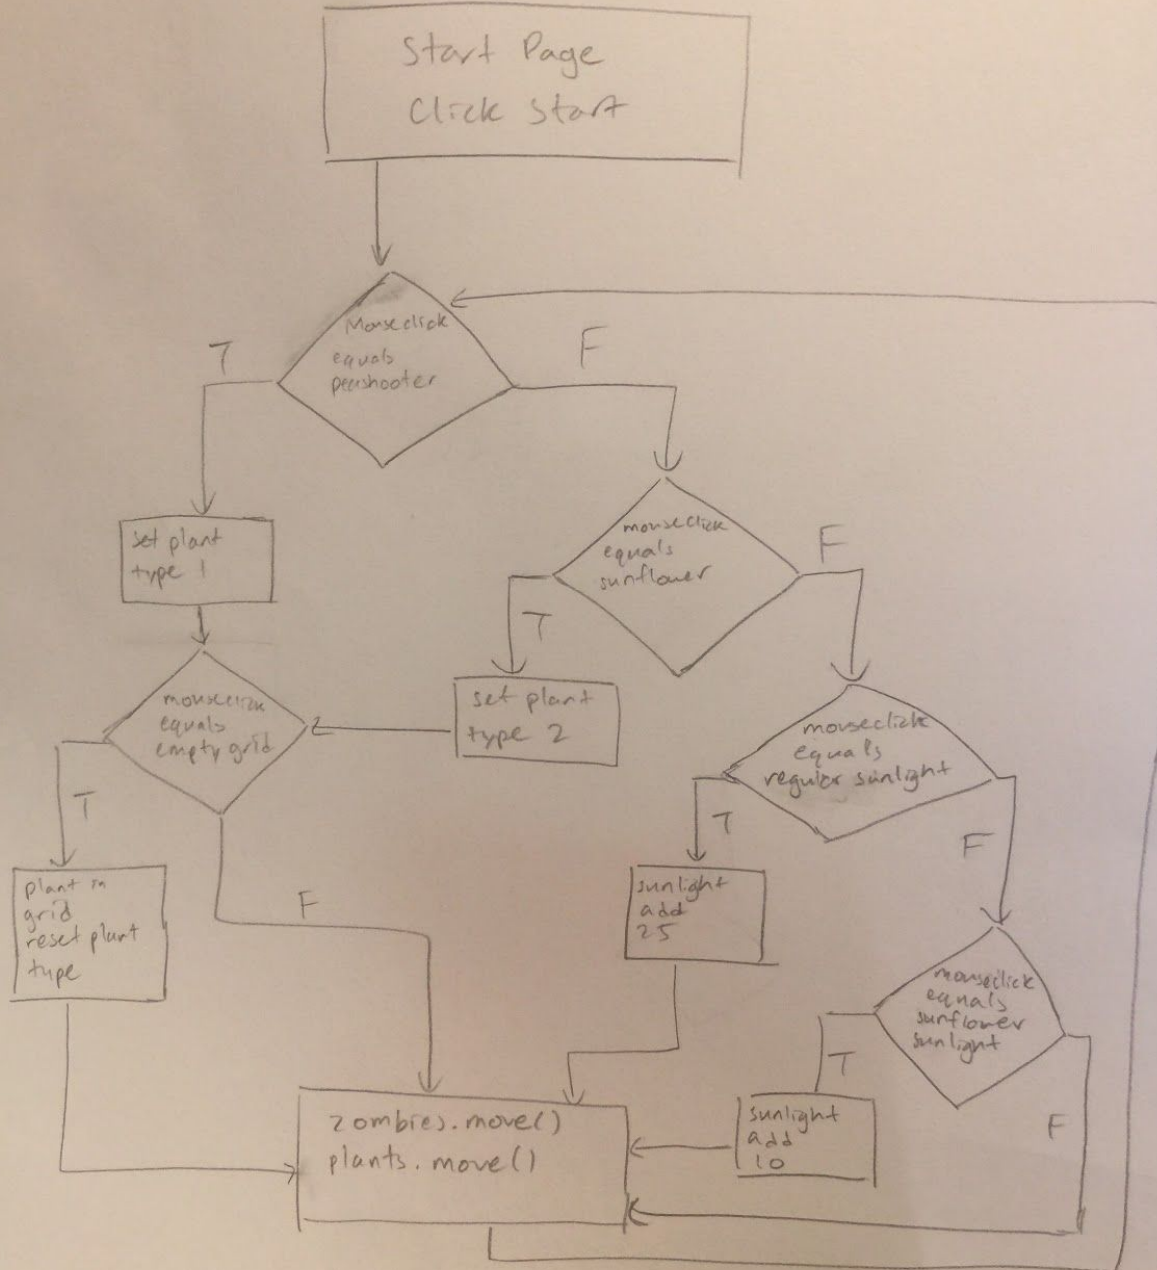 Start Page
Click Start
Mouseclick
equals
peashooter
T
F
set plant
type 1
mouseclick
equals
sunflower
F
T
mouseclick
equals
empty grid
set plant
type 2
mouseclick
equals
regular sunlight
T
T
F
plant in
grid
reset plant
type
F
sunlight
add
25
mouseclick
equals
sunflower
sunlight
T
F
zombies.move()
plants.move()
sunlight
add
10